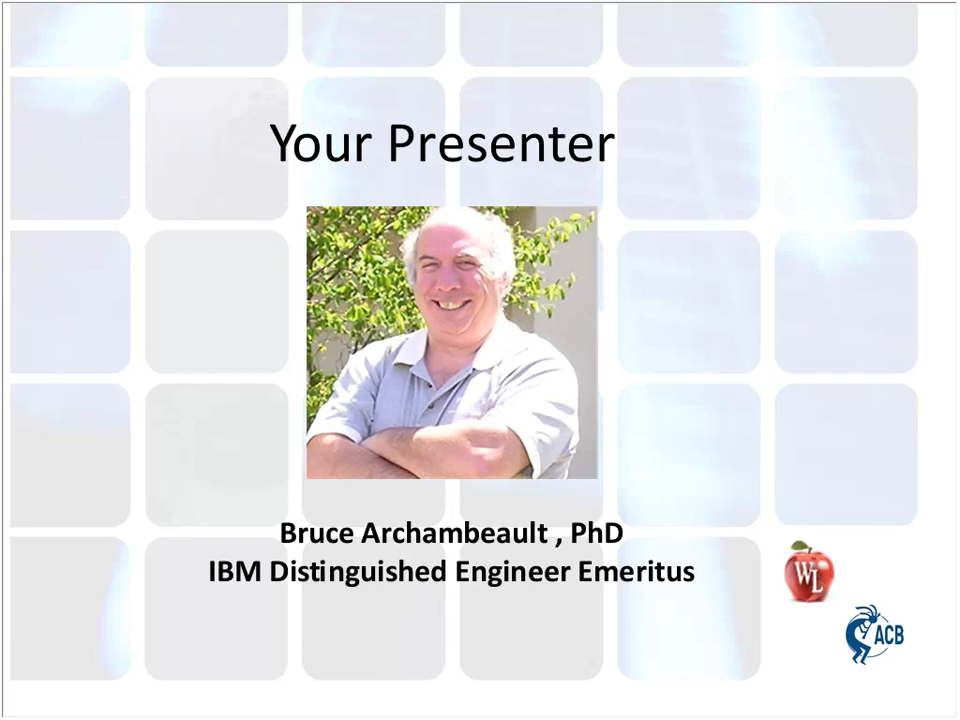 Your Presenter
Bruce Archambeault , PhD
IBM Distinguished Engineer Emeritus
WL
ACB